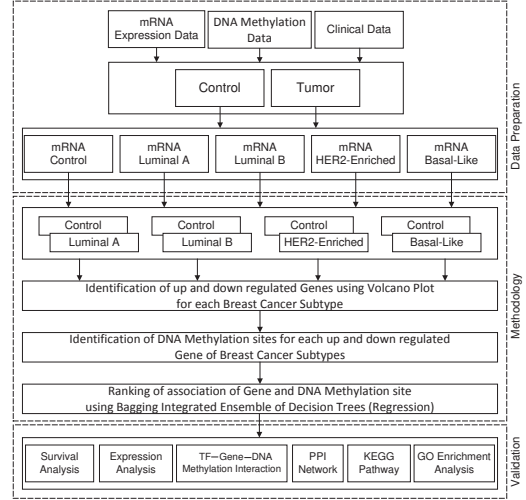 mRNA
Expression Data
DNA Methylation
Data
Clinical Data
Control
Tumor
mRNA
Control
mRNA
Luminal A
mRNA
Luminal B
mRNA
HER2-Enriched
mRNA
Basal-Like
Data Preparation
Control
Luminal A
Control
Luminal B
Control
HER2-Enriched
Control
Basal-Like
Identification of up and down regulated Genes using Volcano Plot
for each Breast Cancer Subtype
Identification of DNA Methylation sites for each up and down regulated
Gene of Breast Cancer Subtypes
Ranking of association of Gene and DNA Methylation site
using Bagging Integrated Ensemble of Decision Trees (Regression)
Methodology
Survival
Analysis
Expression
Analysis
TF–Gene–DNA
Methylation Interaction
PPI
Network
KEGG
Pathway
GO Enrichment
Analysis
Validation